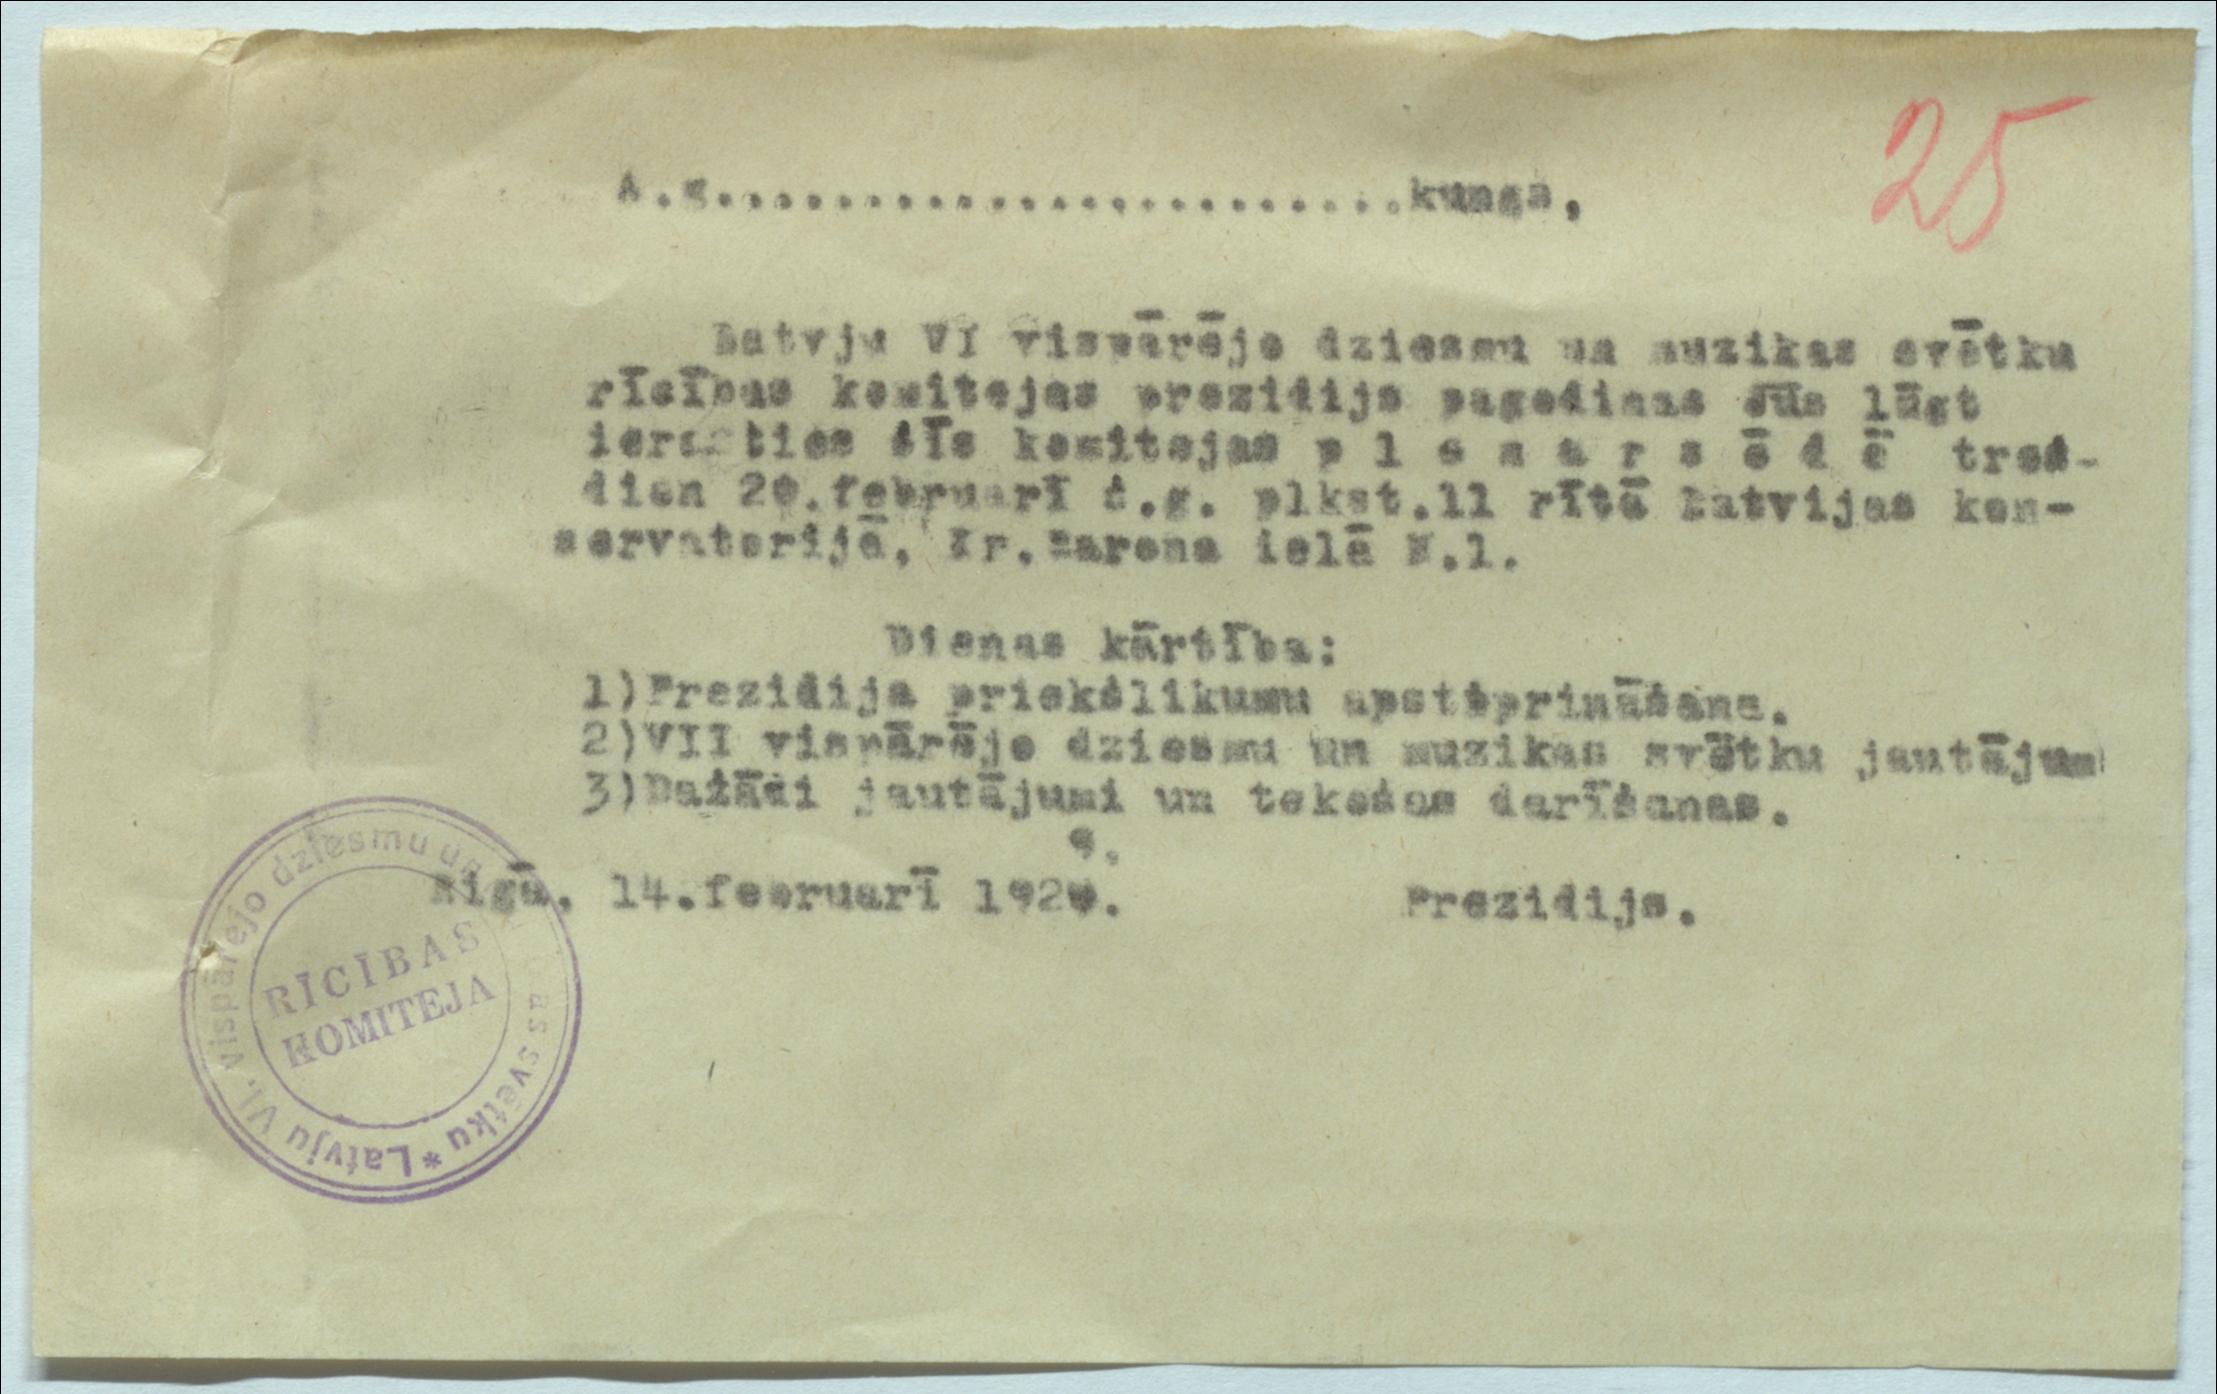 25
A.g.......................kungs,
Latvju VI vispārējo dziesmu un muzikas svētku
rīcības komitejas prezidijs pagodinas Jūs lūgt
ierasties šīs komitejas p l e n a r s ē d ē treš-
dien 20.februarī š.g. plkst.11 rītā Latvijas kon-
servatorijā, Kr.Barona ielā N.1.
Dienas kārtība:
1)Prezidija priekšlikumu apstiprināšana.
2)VII vispārējo dziesmu un muzikas svētku jautājum
3)Dažādi jautājumi un tekošas darīšanas.
9.
Rīgā, 14.februarī 1929.
Prezidijs.
Latvju VI. vispārējo dziesmu un as svētku *
RĪCĪBAS
KOMITEJA